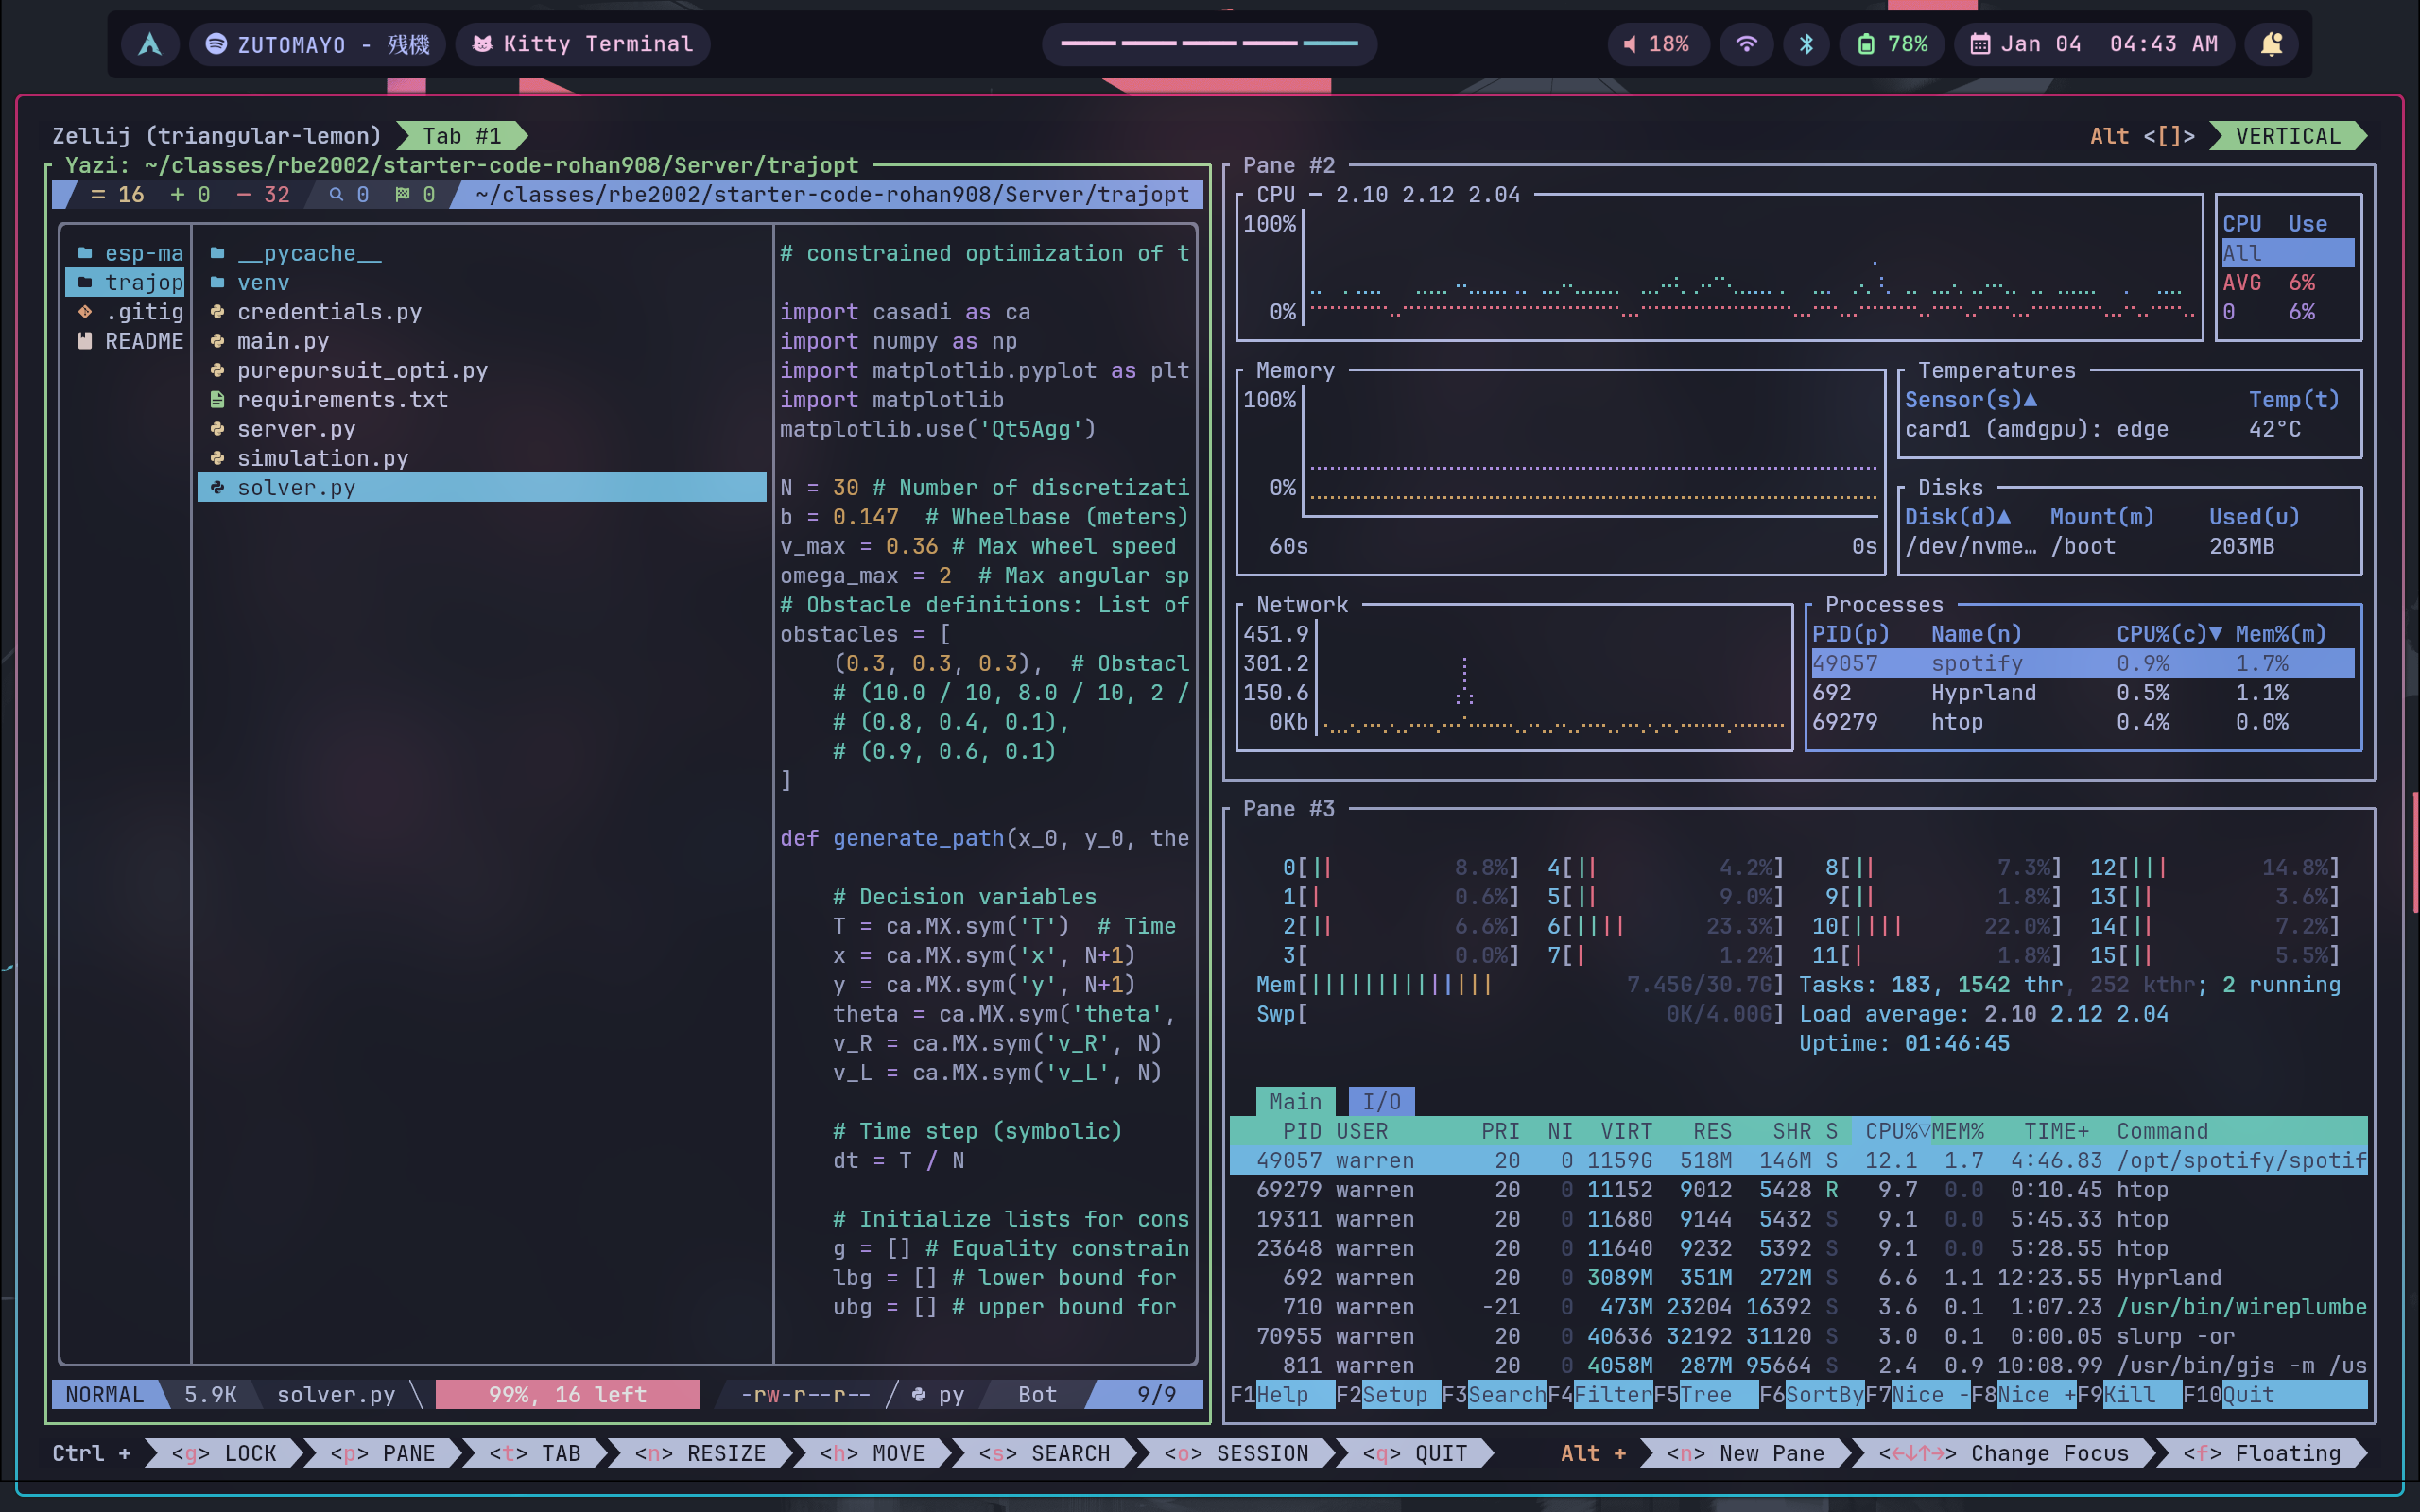 ZUTOMAYO - 残機
Kitty Terminal
18%
78%
Jan 04 04:43 AM
Zellij (triangular-lemon) Tab #1
Alt <[]> VERTICAL
Yazi: ~/classes/rbe2002/starter-code-rohan908/Server/trajopt
= 16 + 0 - 32 0 0 ~/classes/rbe2002/starter-code-rohan908/Server/trajopt
esp-ma
trajop
.gitig
README
__pycache__
venv
credentials.py
main.py
purepursuit_opti.py
requirements.txt
server.py
simulation.py
solver.py
# constrained optimization of t
import casadi as ca
import numpy as np
import matplotlib.pyplot as plt
import matplotlib
matplotlib.use('Qt5Agg')
N = 30 # Number of discretizati
b = 0.147  # Wheelbase (meters)
v_max = 0.36 # Max wheel speed
omega_max = 2  # Max angular sp
# Obstacle definitions: List of
obstacles = [
    (0.3, 0.3, 0.3),  # Obstacl
    # (10.0 / 10, 8.0 / 10, 2 /
    # (0.8, 0.4, 0.1),
    # (0.9, 0.6, 0.1)
]
def generate_path(x_0, y_0, the
    # Decision variables
    T = ca.MX.sym('T')  # Time
    x = ca.MX.sym('x', N+1)
    y = ca.MX.sym('y', N+1)
    theta = ca.MX.sym('theta',
    v_R = ca.MX.sym('v_R', N)
    v_L = ca.MX.sym('v_L', N)
    # Time step (symbolic)
    dt = T / N
    # Initialize lists for cons
    g = [] # Equality constrain
    lbg = [] # lower bound for
    ubg = [] # upper bound for
NORMAL 5.9K solver.py 99%, 16 left -rw-r--r-- py Bot 9/9
Pane #2
CPU 2.10 2.12 2.04
100%
0%
CPU Use
All
AVG 6%
0 6%
Memory
100%
0%
60s 0s
Temperatures
Sensor(s)▲ Temp(t)
card1 (amdgpu): edge 42°C
Disks
Disk(d)▲ Mount(m) Used(u)
/dev/nvme… /boot 203MB
Network
451.9
301.2
150.6
0Kb
Processes
PID(p) Name(n) CPU%(c)▼ Mem%(m)
49057 spotify 0.9% 1.7%
692 Hyprland 0.5% 1.1%
69279 htop 0.4% 0.0%
Pane #3
0[|| 8.8%] 4[|| 4.2%] 8[|| 7.3%] 12[||| 14.8%]
1[| 0.6%] 5[|| 9.0%] 9[|| 1.8%] 13[|| 3.6%]
2[|| 6.6%] 6[|||| 23.3%] 10[|||| 22.0%] 14[|| 7.2%]
3[ 0.0%] 7[| 1.2%] 11[| 1.8%] 15[|| 5.5%]
Mem[|||||||||||||| 7.45G/30.7G] Tasks: 183, 1542 thr, 252 kthr; 2 running
Swp[ 0K/4.00G] Load average: 2.10 2.12 2.04
Uptime: 01:46:45
Main I/O
PID USER PRI NI VIRT RES SHR S CPU%▽MEM% TIME+ Command
49057 warren 20 0 1159G 518M 146M S 12.1 1.7 4:46.83 /opt/spotify/spotif
69279 warren 20 0 11152 9012 5428 R 9.7 0.0 0:10.45 htop
19311 warren 20 0 11680 9144 5432 S 9.1 0.0 5:45.33 htop
23648 warren 20 0 11640 9232 5392 S 9.1 0.0 5:28.55 htop
692 warren 20 0 3089M 351M 272M S 6.6 1.1 12:23.55 Hyprland
710 warren -21 0 473M 23204 16392 S 3.6 0.1 1:07.23 /usr/bin/wireplumbe
70955 warren 20 0 40636 32192 31120 S 3.0 0.1 0:00.05 slurp -or
811 warren 20 0 4058M 287M 95664 S 2.4 0.9 10:08.99 /usr/bin/gjs -m /us
F1Help F2Setup F3SearchF4FilterF5Tree F6SortByF7Nice -F8Nice +F9Kill F10Quit
Ctrl + <g> LOCK <p> PANE <t> TAB <n> RESIZE <h> MOVE <s> SEARCH <o> SESSION <q> QUIT Alt + <n> New Pane <←↓↑→> Change Focus <f> Floating